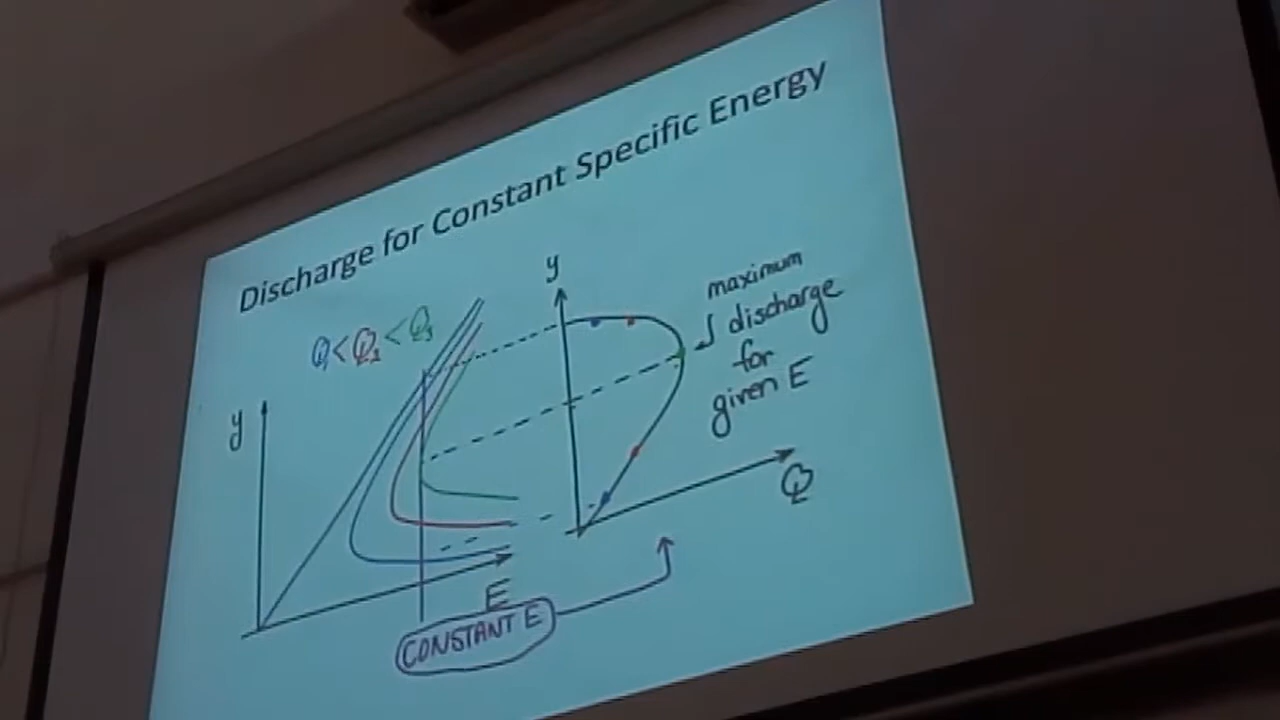 Discharge for Constant Specific Energy
Q₁ < Q₂ < Q₃
y
E
CONSTANT E
y
Q
maximum
discharge
for
given E